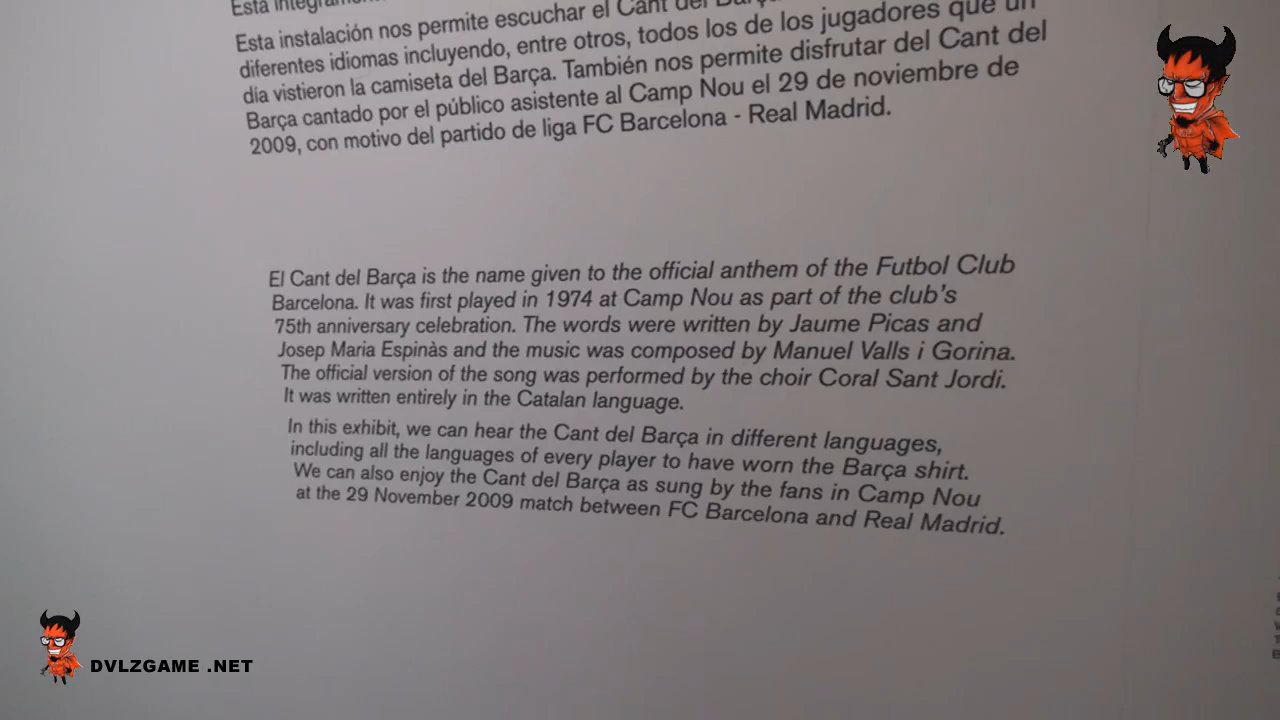 Esta íntegramen
Esta instalación nos permite escuchar el Cant del Barça
diferentes idiomas incluyendo, entre otros, todos los de los jugadores que un
día vistieron la camiseta del Barça. También nos permite disfrutar del Cant del
Barça cantado por el público asistente al Camp Nou el 29 de noviembre de
2009, con motivo del partido de liga FC Barcelona - Real Madrid.
El Cant del Barça is the name given to the official anthem of the Futbol Club
Barcelona. It was first played in 1974 at Camp Nou as part of the club's
75th anniversary celebration. The words were written by Jaume Picas and
Josep Maria Espinàs and the music was composed by Manuel Valls i Gorina.
The official version of the song was performed by the choir Coral Sant Jordi.
It was written entirely in the Catalan language.
In this exhibit, we can hear the Cant del Barça in different languages,
including all the languages of every player to have worn the Barça shirt.
We can also enjoy the Cant del Barça as sung by the fans in Camp Nou
at the 29 November 2009 match between FC Barcelona and Real Madrid.
DVLZGAME .NET